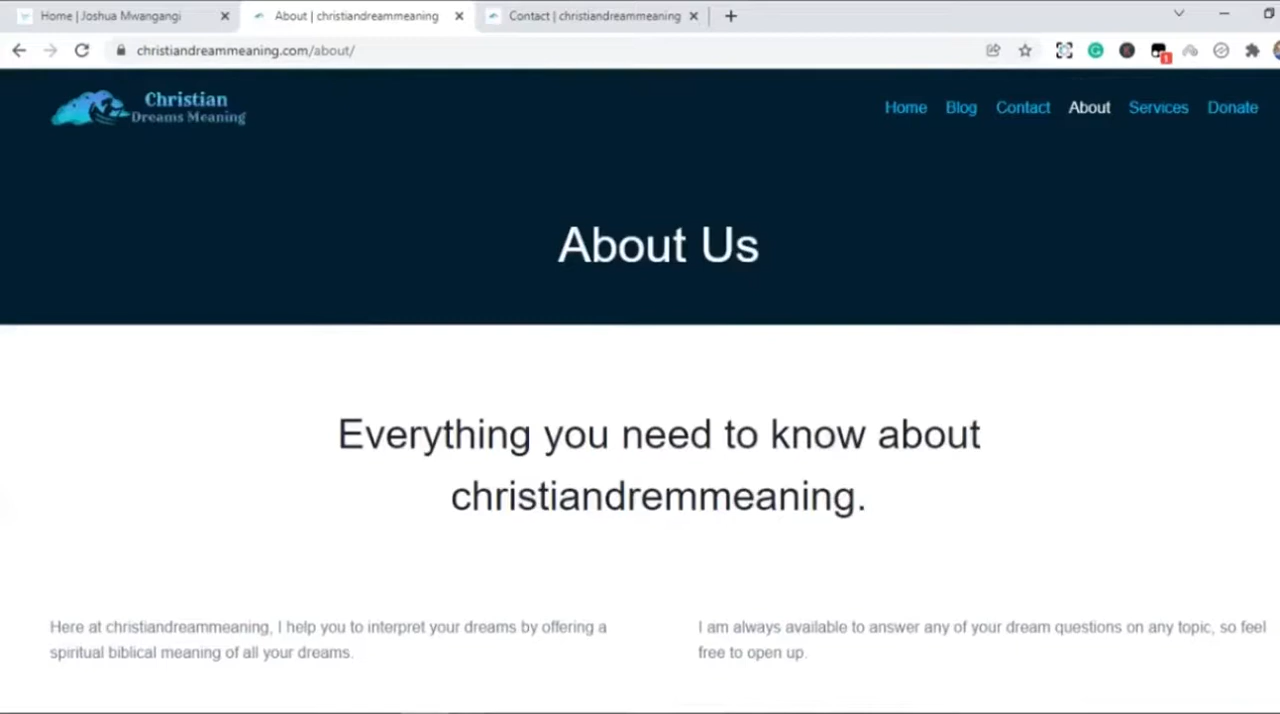 Home | Joshua Mwangangi
About | christiandreammeaning
Contact | christiandreammeaning
christiandreammeaning.com/about/
1
Christian
Dreams Meaning
Home Blog Contact About Services Donate
About Us
Everything you need to know about
christiandremmeaning.
Here at christiandreammeaning, I help you to interpret your dreams by offering a
spiritual biblical meaning of all your dreams.
I am always available to answer any of your dream questions on any topic, so feel
free to open up.